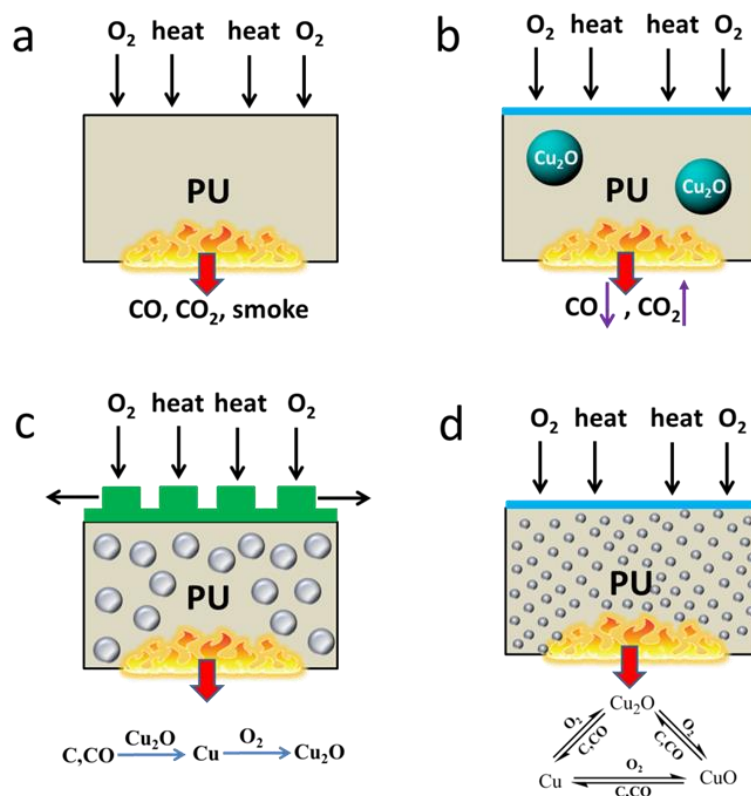 a
O₂ heat heat O₂
PU
CO, CO₂, smoke
b
O₂ heat heat O₂
Cu₂O
Cu₂O
PU
CO , CO₂
c
O₂ heat heat O₂
PU
C,CO Cu₂O Cu O₂ Cu₂O
d
O₂ heat heat O₂
PU
Cu₂O
O₂ C,CO C,CO O₂
Cu O₂ C,CO CuO